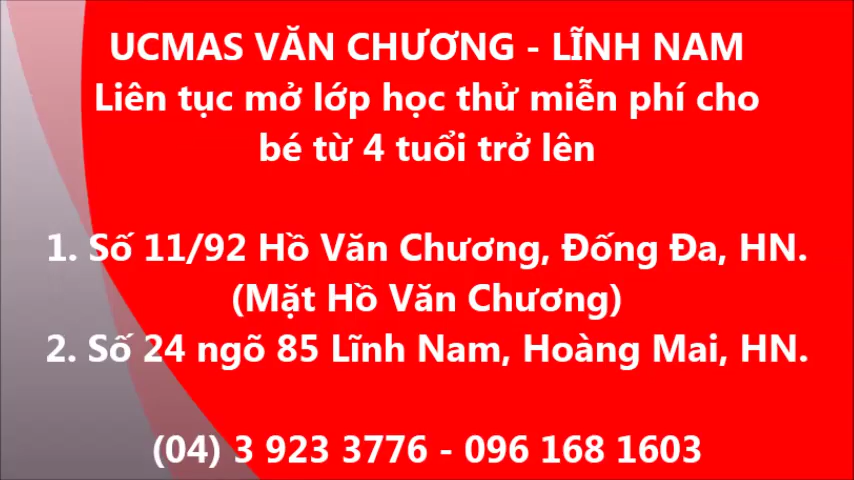 UCMAS VĂN CHƯƠNG - LĨNH NAM
Liên tục mở lớp học thử miễn phí cho
bé từ 4 tuổi trở lên
1. Số 11/92 Hồ Văn Chương, Đống Đa, HN.
(Mặt Hồ Văn Chương)
2. Số 24 ngõ 85 Lĩnh Nam, Hoàng Mai, HN.
(04) 3 923 3776 - 096 168 1603